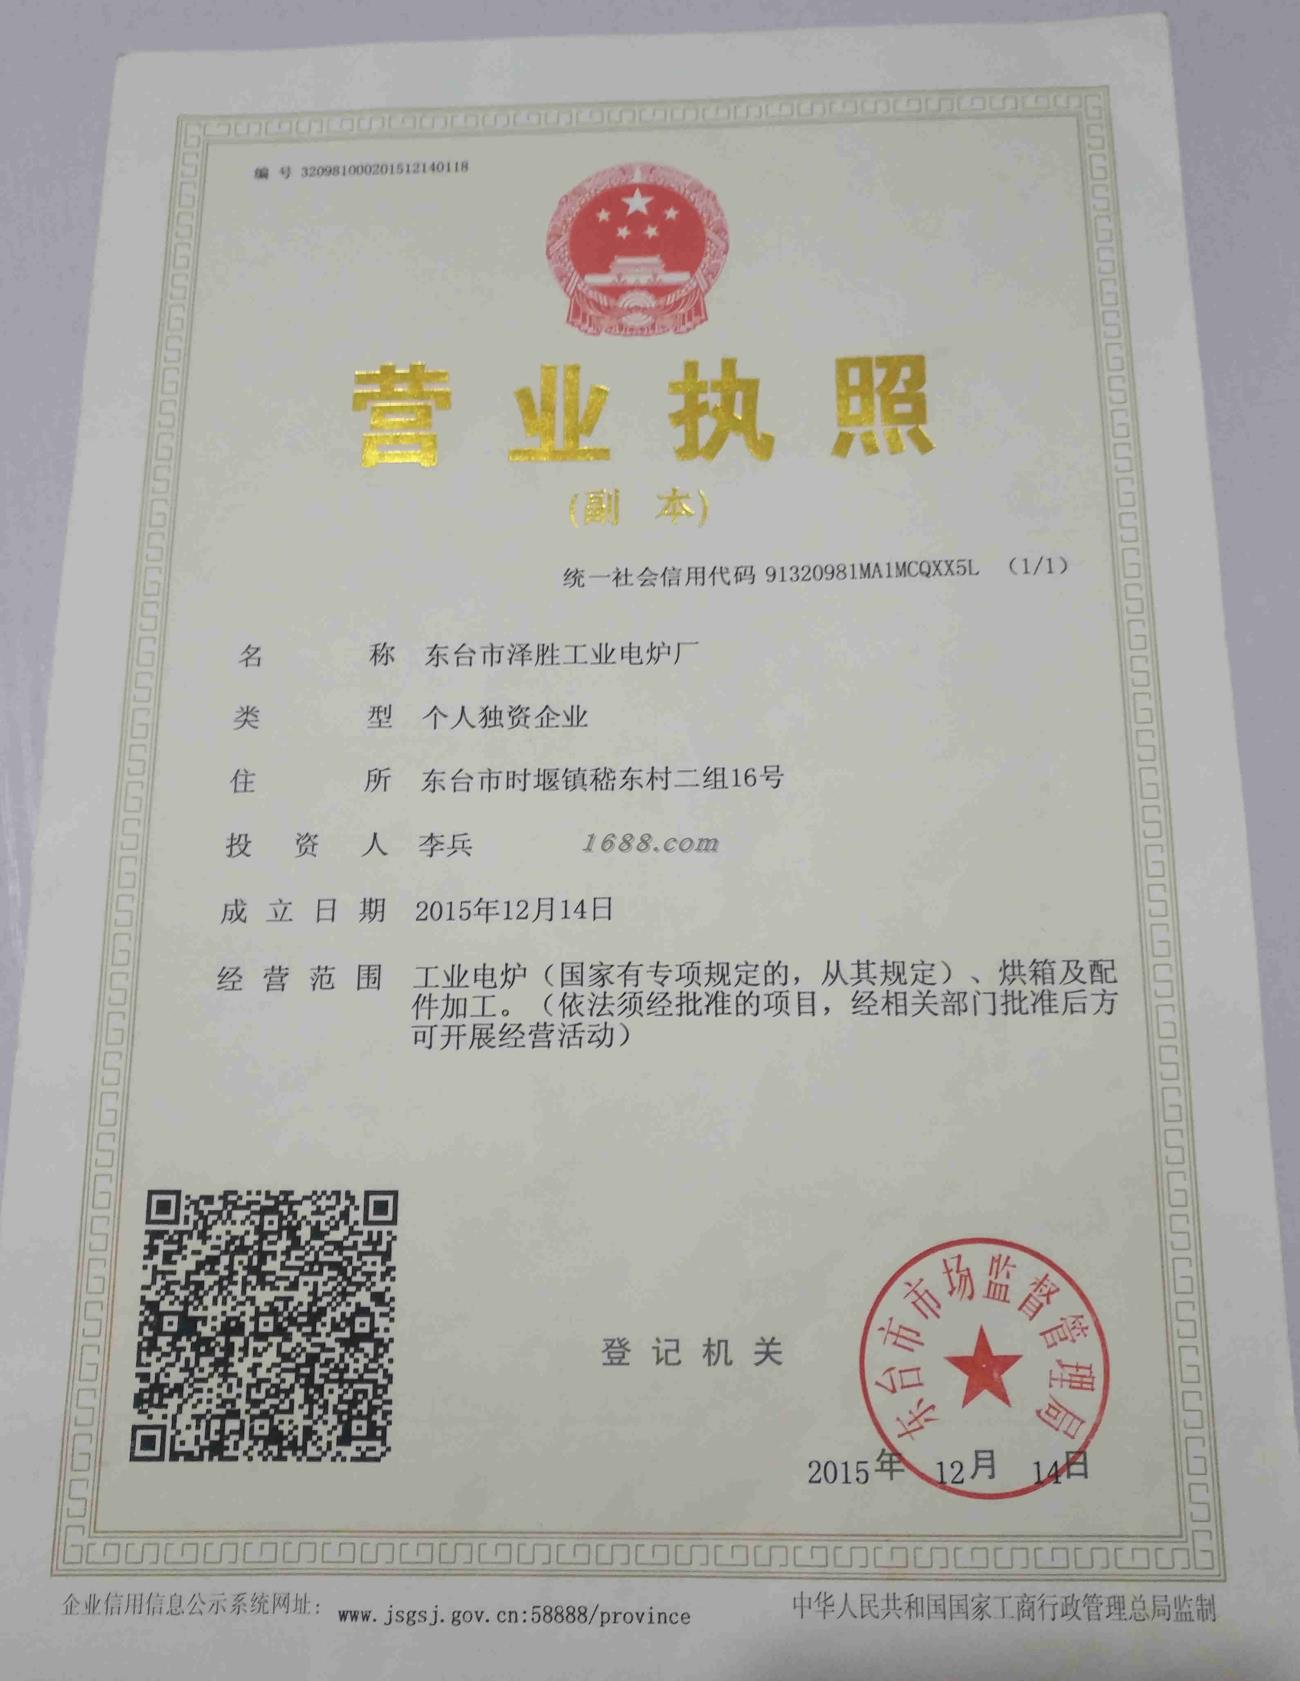 编 号 320981000201512140118
营业执照
(副 本)
统一社会信用代码 91320981MA1MCQXX5L （1/1）
名 称 东台市泽胜工业电炉厂
类 型 个人独资企业
住 所 东台市时堰镇嵇东村二组16号
投 资 人 李兵
1688.com
成 立 日 期 2015年12月14日
经 营 范 围 工业电炉（国家有专项规定的，从其规定）、烘箱及配
件加工。（依法须经批准的项目，经相关部门批准后方
可开展经营活动）
东台市市场监督管理局
登 记 机 关
2015年 12月 14日
企业信用信息公示系统网址： www.jsgsj.gov.cn:58888/province
中华人民共和国国家工商行政管理总局监制